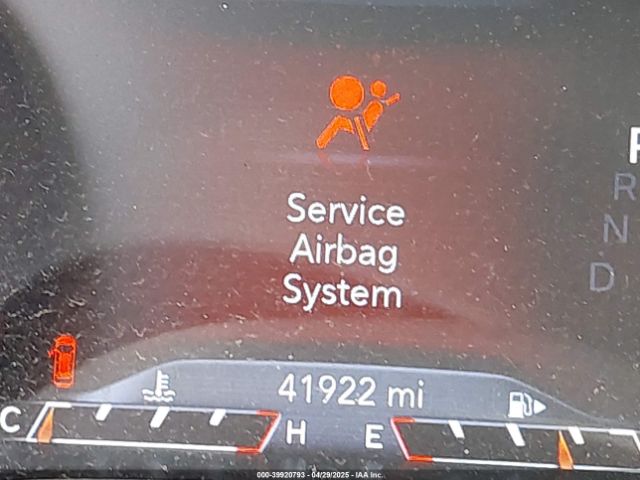 Service
Airbag
System
P
R
N
D
41922 mi
C
H
E
000-39920793 - 04/29/2025 - IAA Inc.